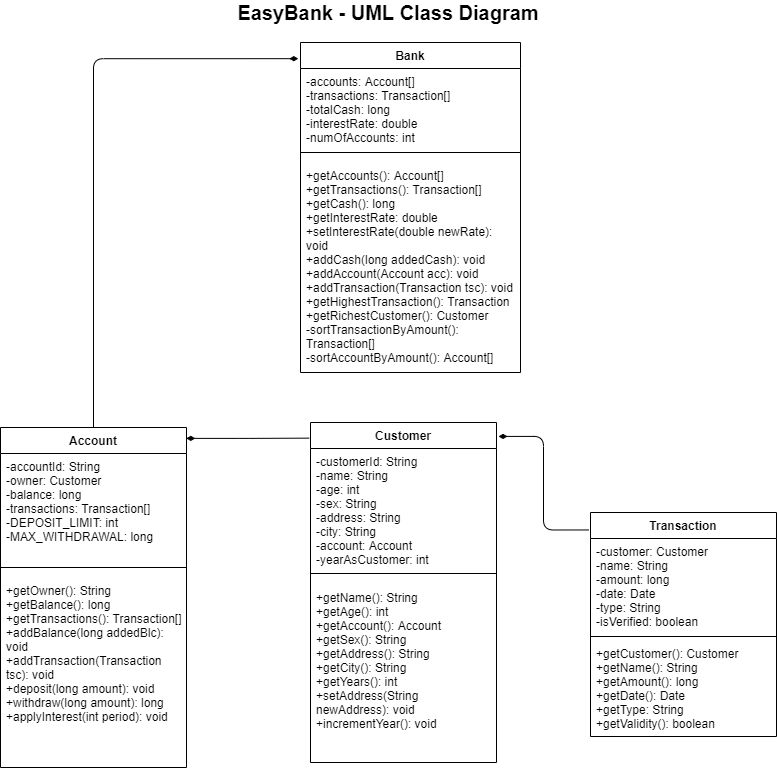 EasyBank - UML Class Diagram
Bank
-accounts: Account[]
-transactions: Transaction[]
-totalCash: long
-interestRate: double
-numOfAccounts: int
+getAccounts(): Account[]
+getTransactions(): Transaction[]
+getCash(): long
+getInterestRate: double
+setInterestRate(double newRate):
void
+addCash(long addedCash): void
+addAccount(Account acc): void
+addTransaction(Transaction tsc): void
+getHighestTransaction(): Transaction
+getRichestCustomer(): Customer
-sortTransactionByAmount():
Transaction[]
-sortAccountByAmount(): Account[]
Account
-accountId: String
-owner: Customer
-balance: long
-transactions: Transaction[]
-DEPOSIT_LIMIT: int
-MAX_WITHDRAWAL: long
+getOwner(): String
+getBalance(): long
+getTransactions(): Transaction[]
+addBalance(long addedBlc):
void
+addTransaction(Transaction
tsc): void
+deposit(long amount): void
+withdraw(long amount): long
+applyInterest(int period): void
Customer
-customerId: String
-name: String
-age: int
-sex: String
-address: String
-city: String
-account: Account
-yearAsCustomer: int
+getName(): String
+getAge(): int
+getAccount(): Account
+getSex(): String
+getAddress(): String
+getCity(): String
+getYears(): int
+setAddress(String
newAddress): void
+incrementYear(): void
Transaction
-customer: Customer
-name: String
-amount: long
-date: Date
-type: String
-isVerified: boolean
+getCustomer(): Customer
+getName(): String
+getAmount(): long
+getDate(): Date
+getType: String
+getValidity(): boolean